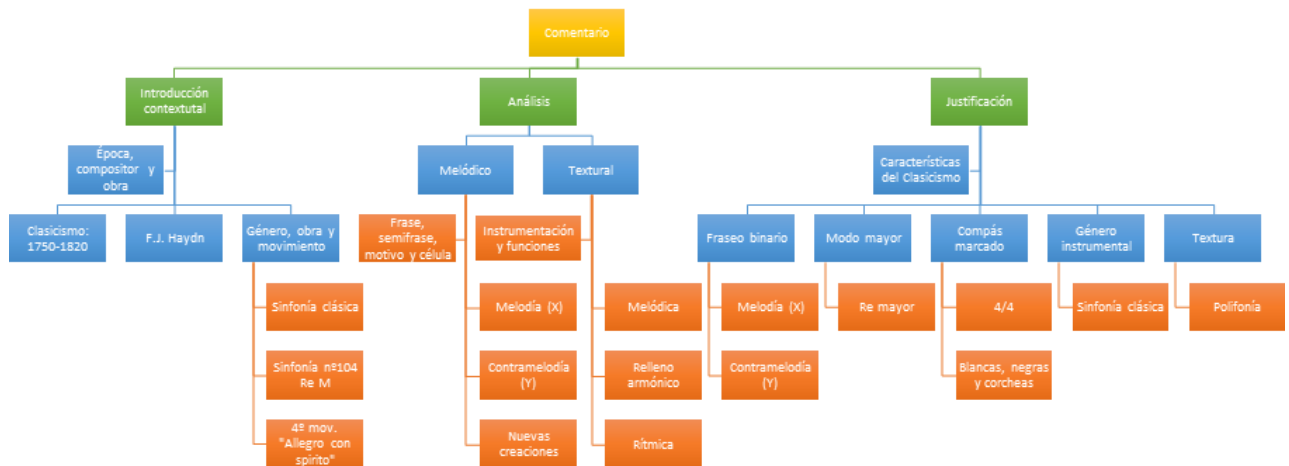 Comentario
Introducción
contextutal
Análisis
Justificación
Época,
compositor y
obra
Melódico
Textural
Características
del Clasicismo
Clasicismo:
1750-1820
F.J. Haydn
Género, obra y
movimiento
Frase,
semifrase,
motivo y célula
Instrumentación
y funciones
Fraseo binario
Modo mayor
Compás
marcado
Género
instrumental
Textura
Sinfonía clásica
Melodía (X)
Melódica
Melodía (X)
Re mayor
4/4
Sinfonía clásica
Polifonía
Sinfonía nº104
Re M
Contramelodía
(Y)
Relleno
armónico
Contramelodía
(Y)
Blancas, negras
y corcheas
4º mov.
"Allegro con
spirito"
Nuevas
creaciones
Rítmica